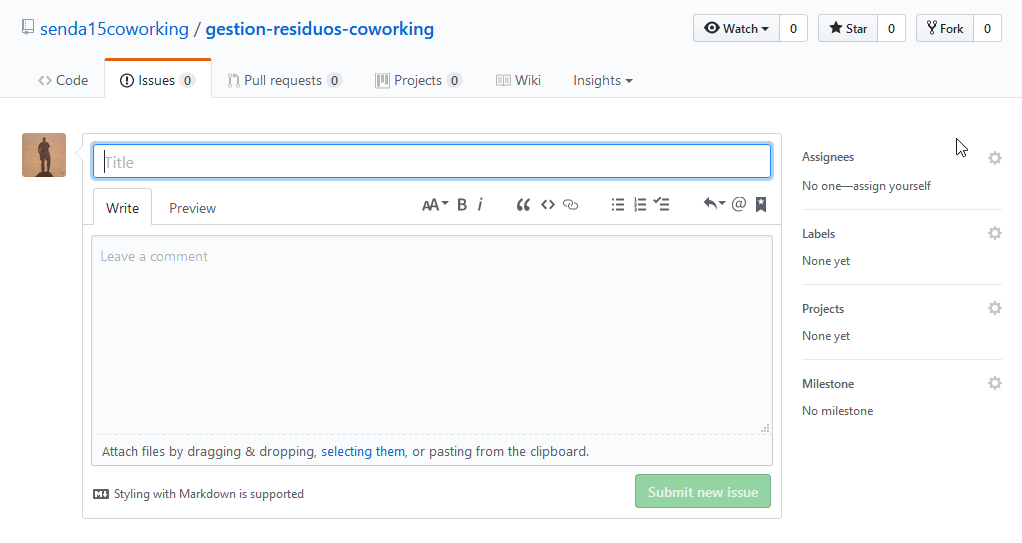 senda15coworking / gestion-residuos-coworking
Watch 0 Star 0 Fork 0
Code Issues 0 Pull requests 0 Projects 0 Wiki Insights
Title
Write Preview AA B i
Leave a comment
Attach files by dragging & dropping, selecting them, or pasting from the clipboard.
Styling with Markdown is supported
Submit new issue
Assignees
No one—assign yourself
Labels
None yet
Projects
None yet
Milestone
No milestone